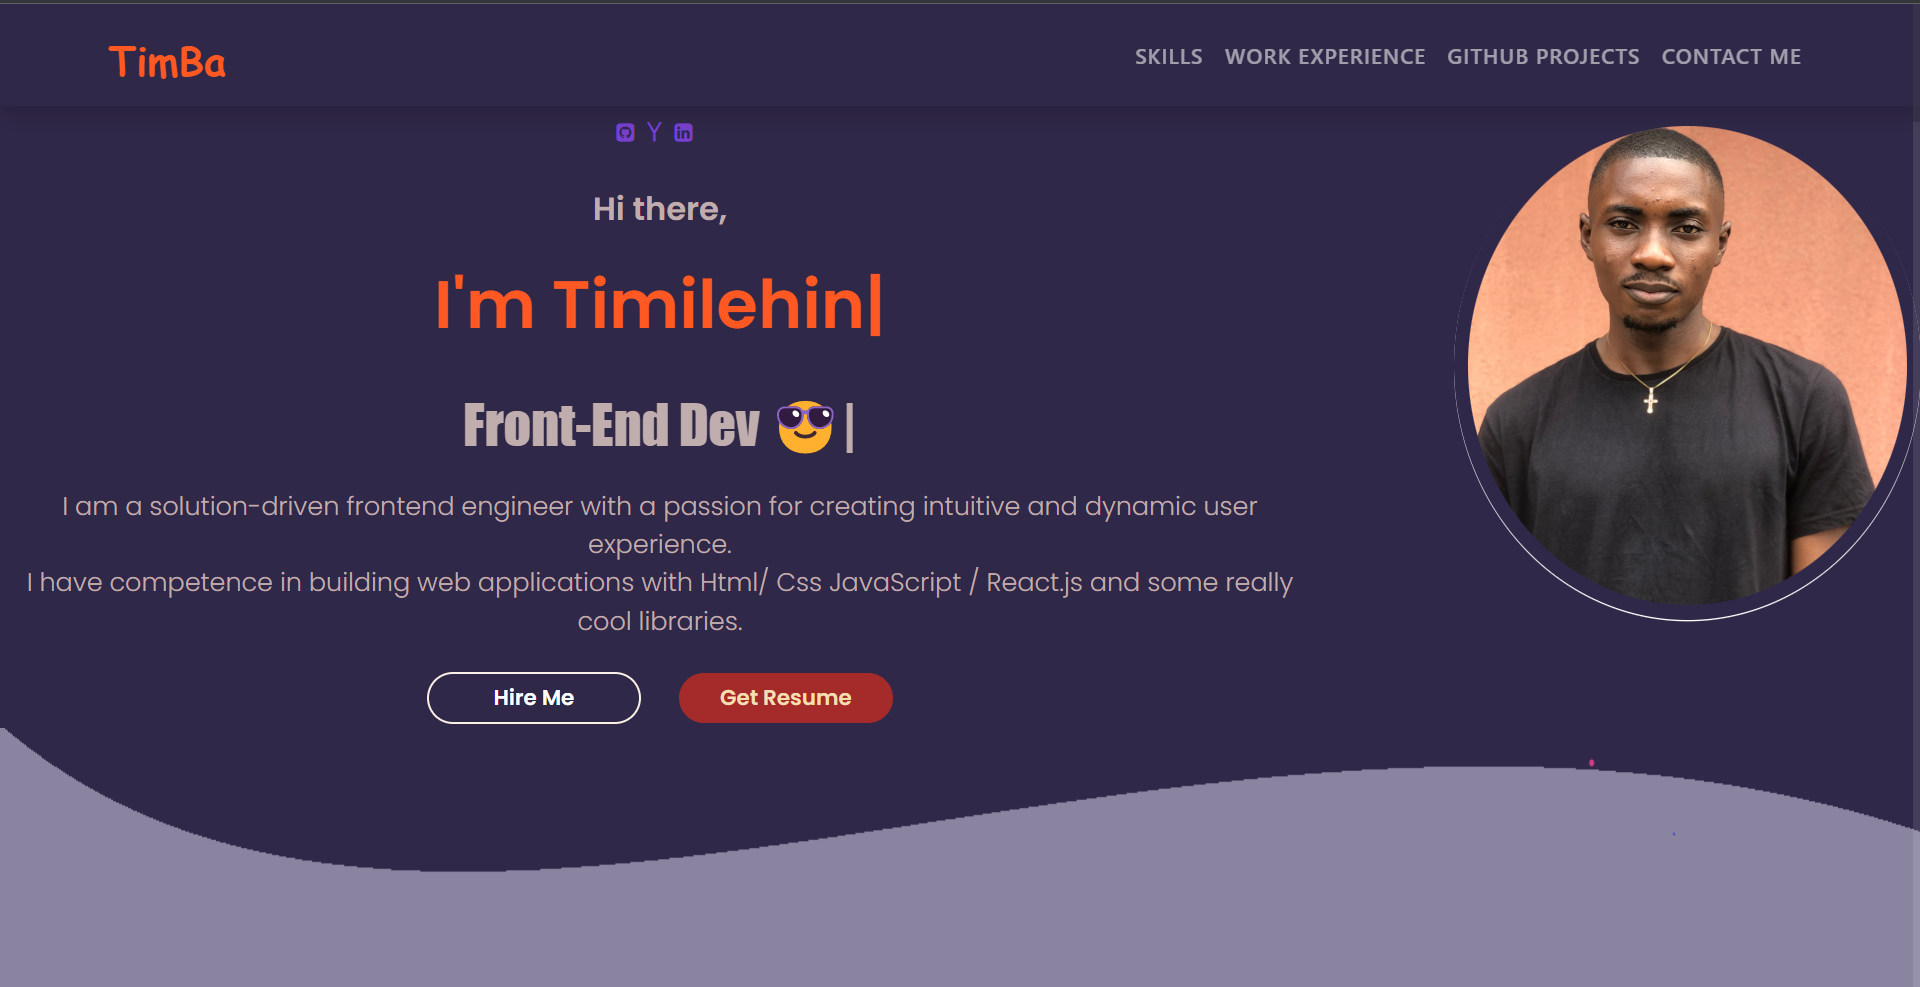 TimBa
SKILLS WORK EXPERIENCE GITHUB PROJECTS CONTACT ME
Hi there,
I'm Timilehin|
Front-End Dev 😎 |
I am a solution-driven frontend engineer with a passion for creating intuitive and dynamic user
experience.
I have competence in building web applications with Html/ Css JavaScript / React.js and some really
cool libraries.
Hire Me
Get Resume